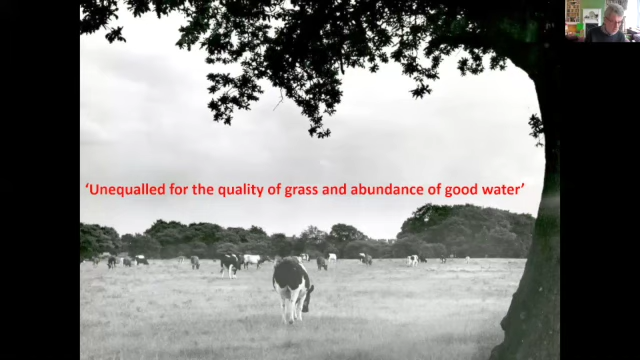 ‘Unequalled for the quality of grass and abundance of good water’